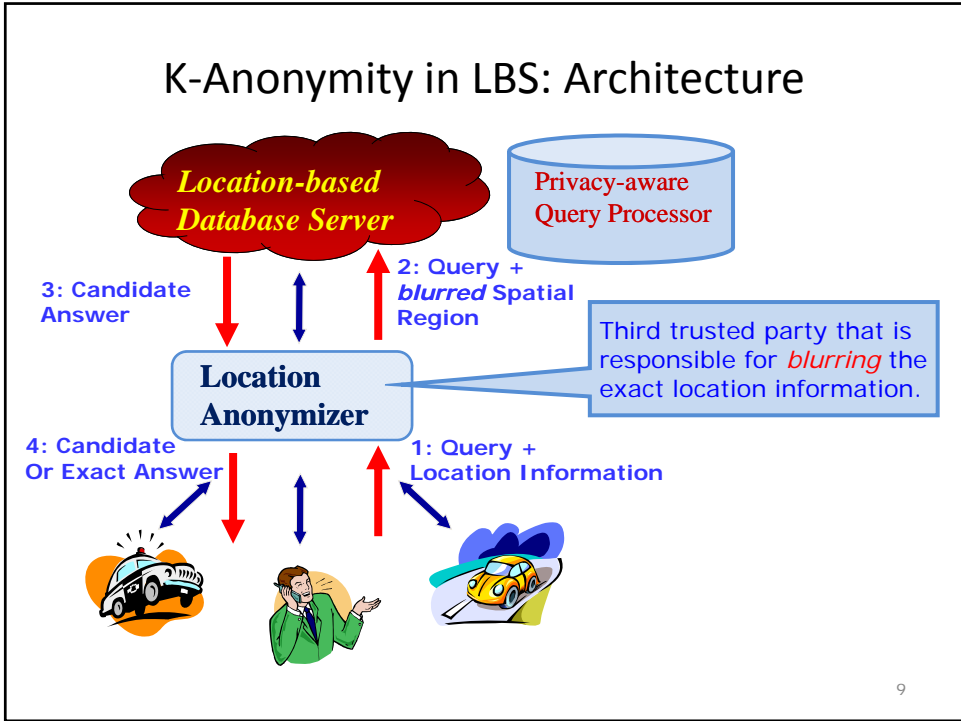 K-Anonymity in LBS: Architecture
Location-based
Database Server
Privacy-aware
Query Processor
3: Candidate
Answer
2: Query +
blurred Spatial
Region
Third trusted party that is
responsible for blurring the
exact location information.
Location
Anonymizer
4: Candidate
Or Exact Answer
1: Query +
Location Information
9